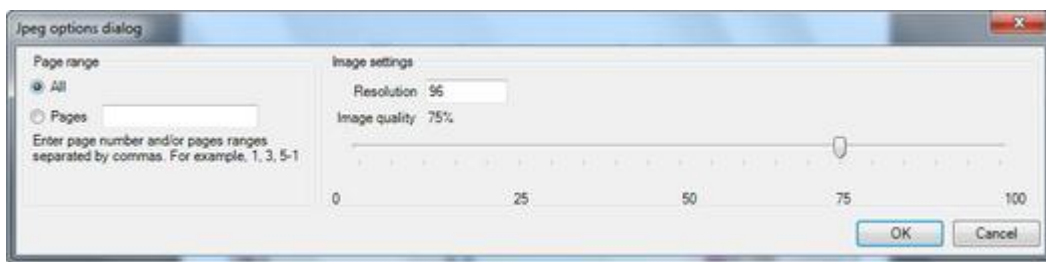 Jpeg options dialog
Page range
All
Pages
Enter page number and/or pages ranges
separated by commas. For example, 1, 3, 5-1
Image settings
Resolution 96
Image quality 75%
0 25 50 75 100
OK Cancel